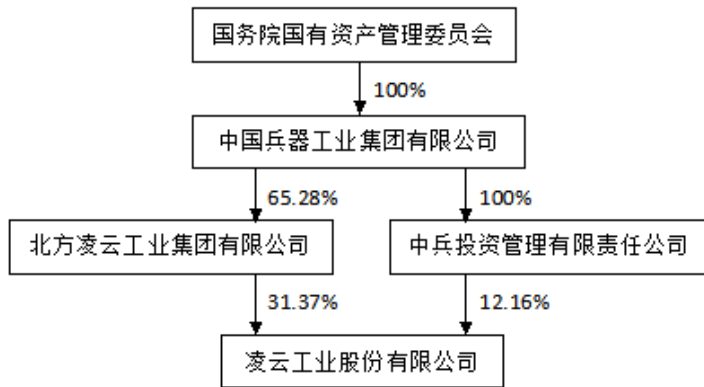 国务院国有资产管理委员会
100%
中国兵器工业集团有限公司
65.28%
100%
北方凌云工业集团有限公司
中兵投资管理有限责任公司
31.37%
12.16%
凌云工业股份有限公司